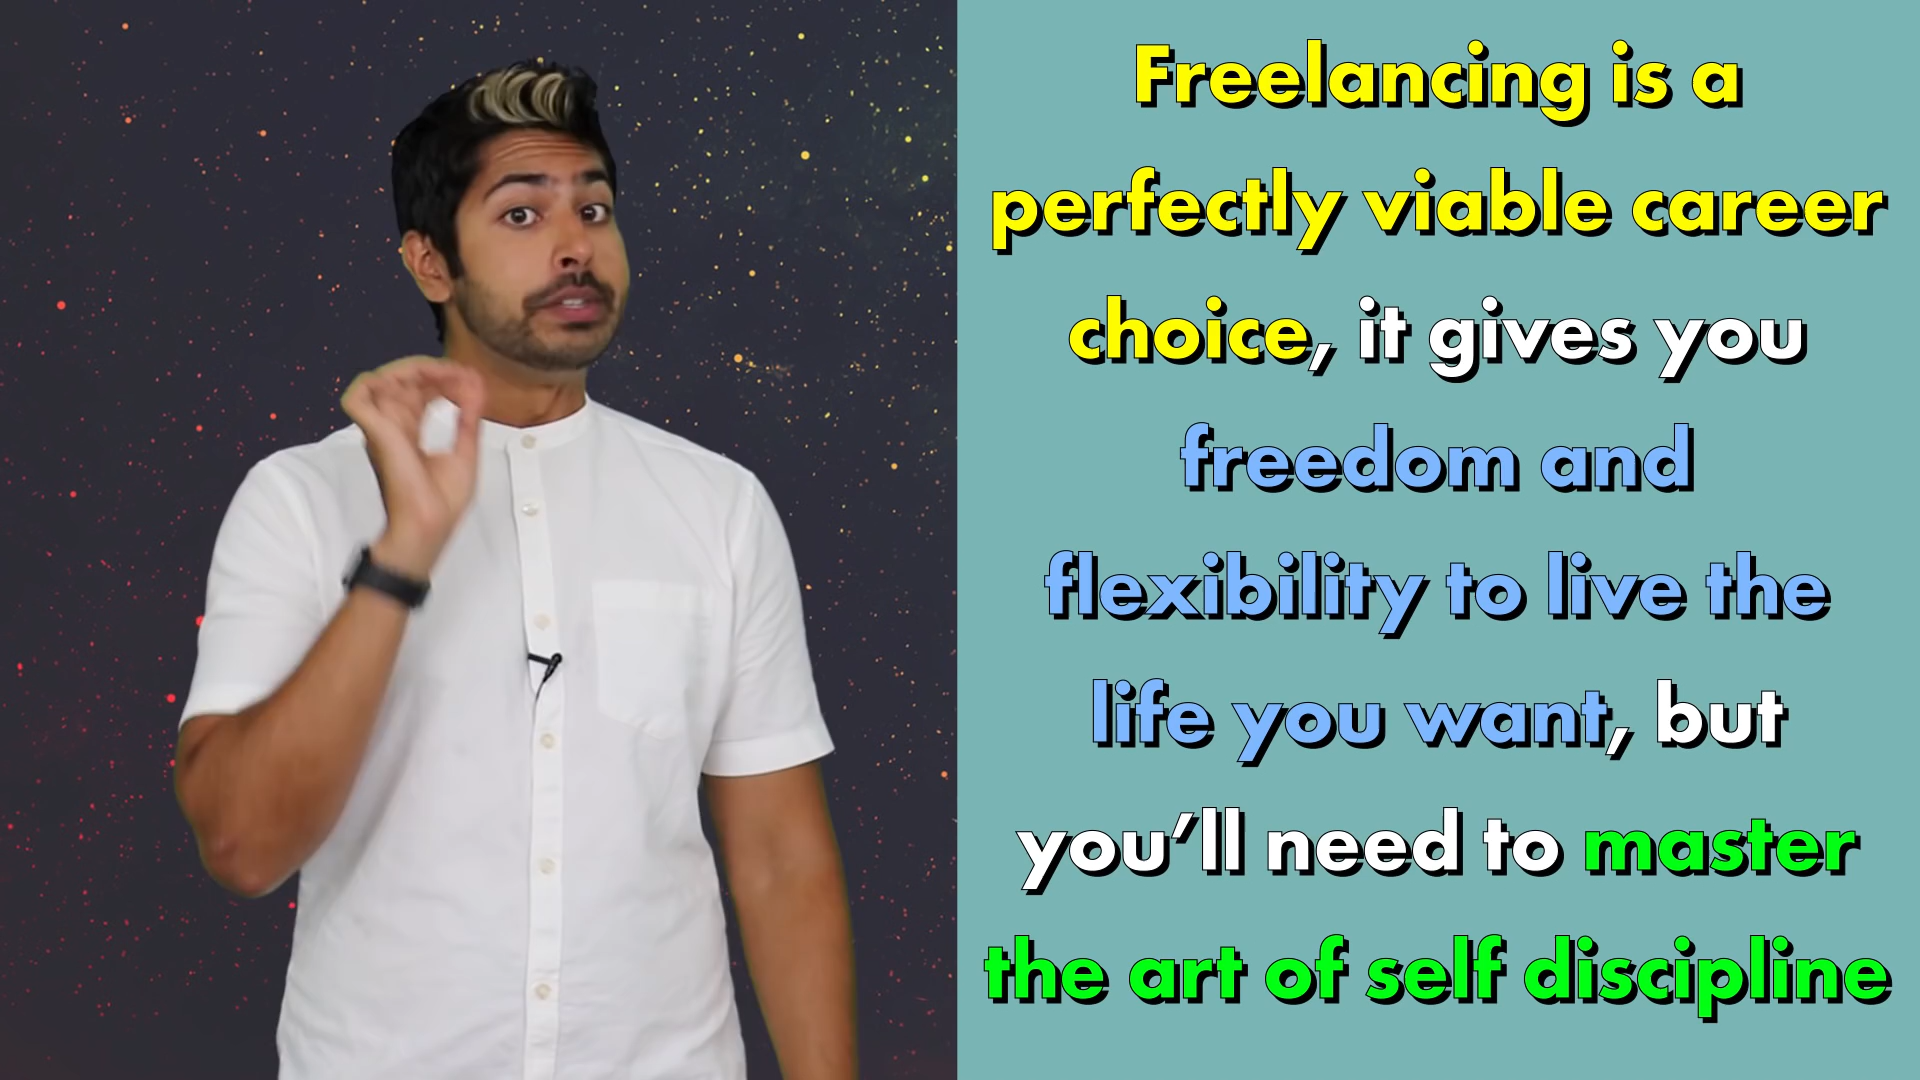 Freelancing is a
perfectly viable career
choice, it gives you
freedom and
flexibility to live the
life you want, but
you’ll need to master
the art of self discipline